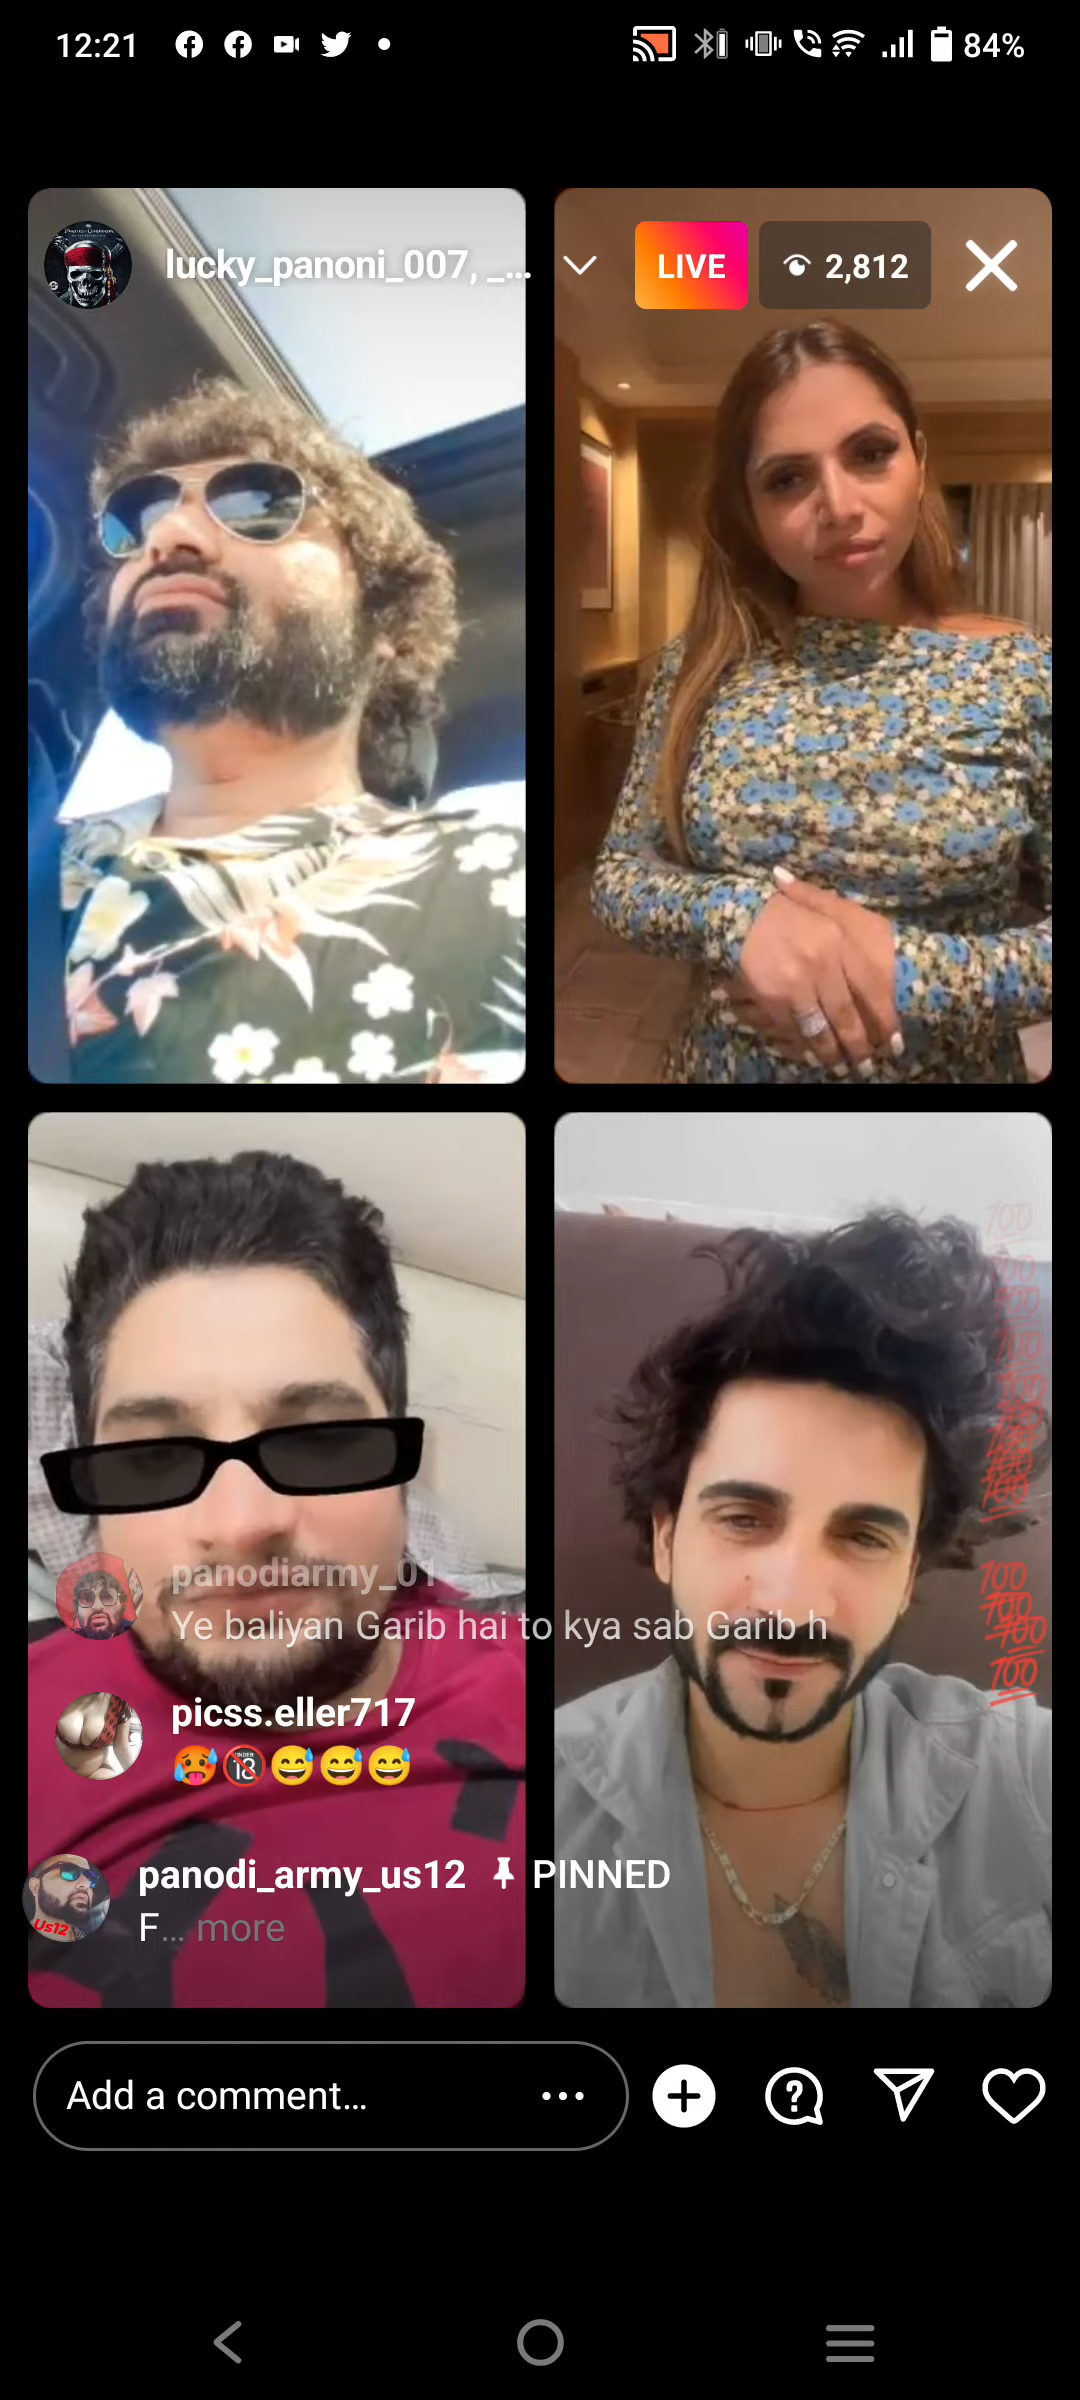 12:21
84%
lucky_panoni_007, _...
LIVE
2,812
panodiarmy_01
Ye baliyan Garib hai to kya sab Garib h
picss.eller717
🥵🔞😅😅😅
panodi_army_us12 PINNED
Us12
F... more
Add a comment...